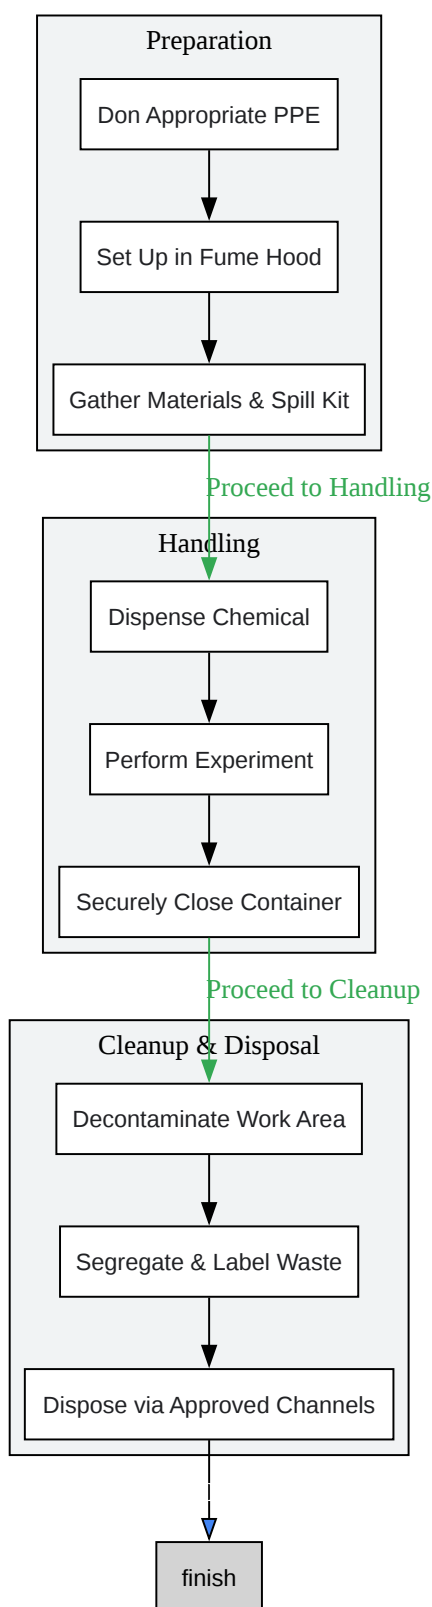 Preparation
Don Appropriate PPE
Set Up in Fume Hood
Gather Materials & Spill Kit
Proceed to Handling
Handling
Dispense Chemical
Perform Experiment
Securely Close Container
Proceed to Cleanup
Cleanup & Disposal
Decontaminate Work Area
Segregate & Label Waste
Dispose via Approved Channels
finish